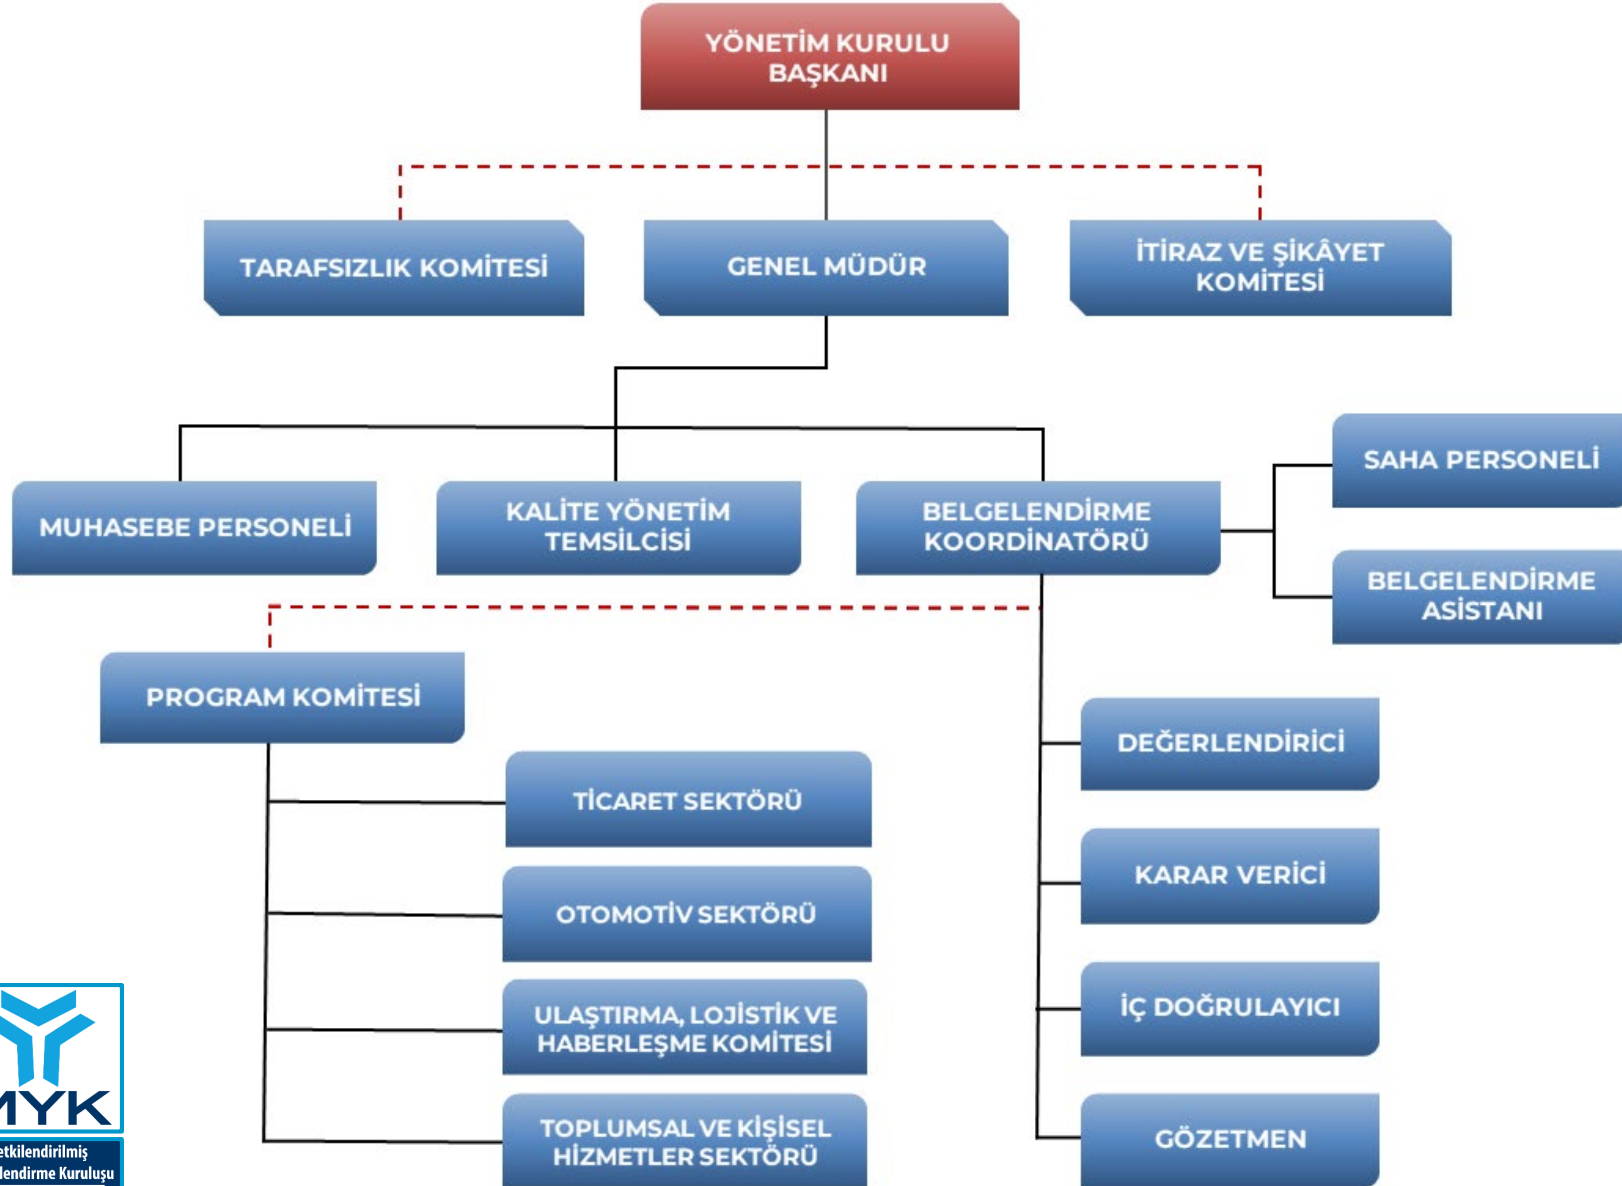 YÖNETİM KURULU
BAŞKANI
TARAFSIZLIK KOMİTESİ
GENEL MÜDÜR
İTİRAZ VE ŞİKÂYET
KOMİTESİ
MUHASEBE PERSONELİ
KALİTE YÖNETİM
TEMSİLCİSİ
BELGELENDİRME
KOORDİNATÖRÜ
SAHA PERSONELİ
BELGELENDİRME
ASİSTANI
PROGRAM KOMİTESİ
TİCARET SEKTÖRÜ
OTOMOTİV SEKTÖRÜ
ULAŞTIRMA, LOJİSTİK VE
HABERLEŞME KOMİTESİ
TOPLUMSAL VE KİŞİSEL
HİZMETLER SEKTÖRÜ
DEĞERLENDİRİCİ
KARAR VERİCİ
İÇ DOĞRULAYICI
GÖZETMEN
MYK
etkilendirilmiş
lendirme Kuruluşu